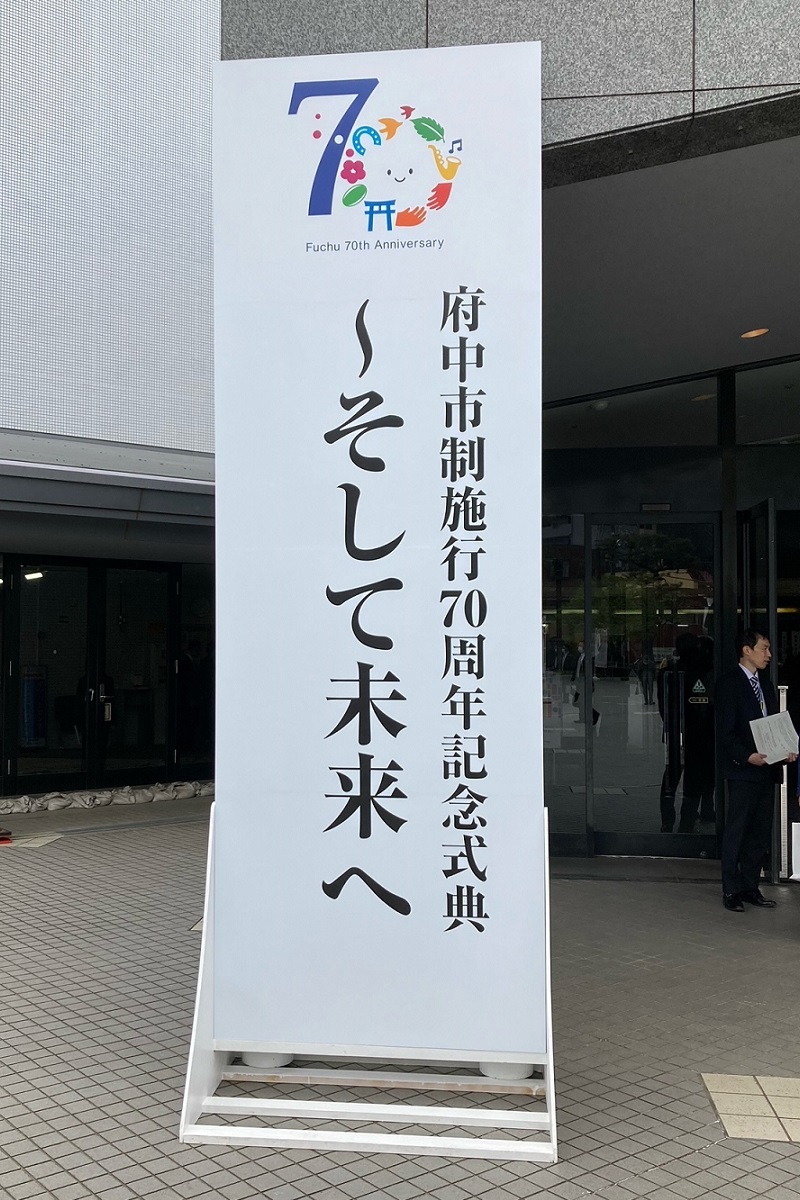 70
Fuchu 70th Anniversary
府中市制施行70周年記念式典
～そして未来へ